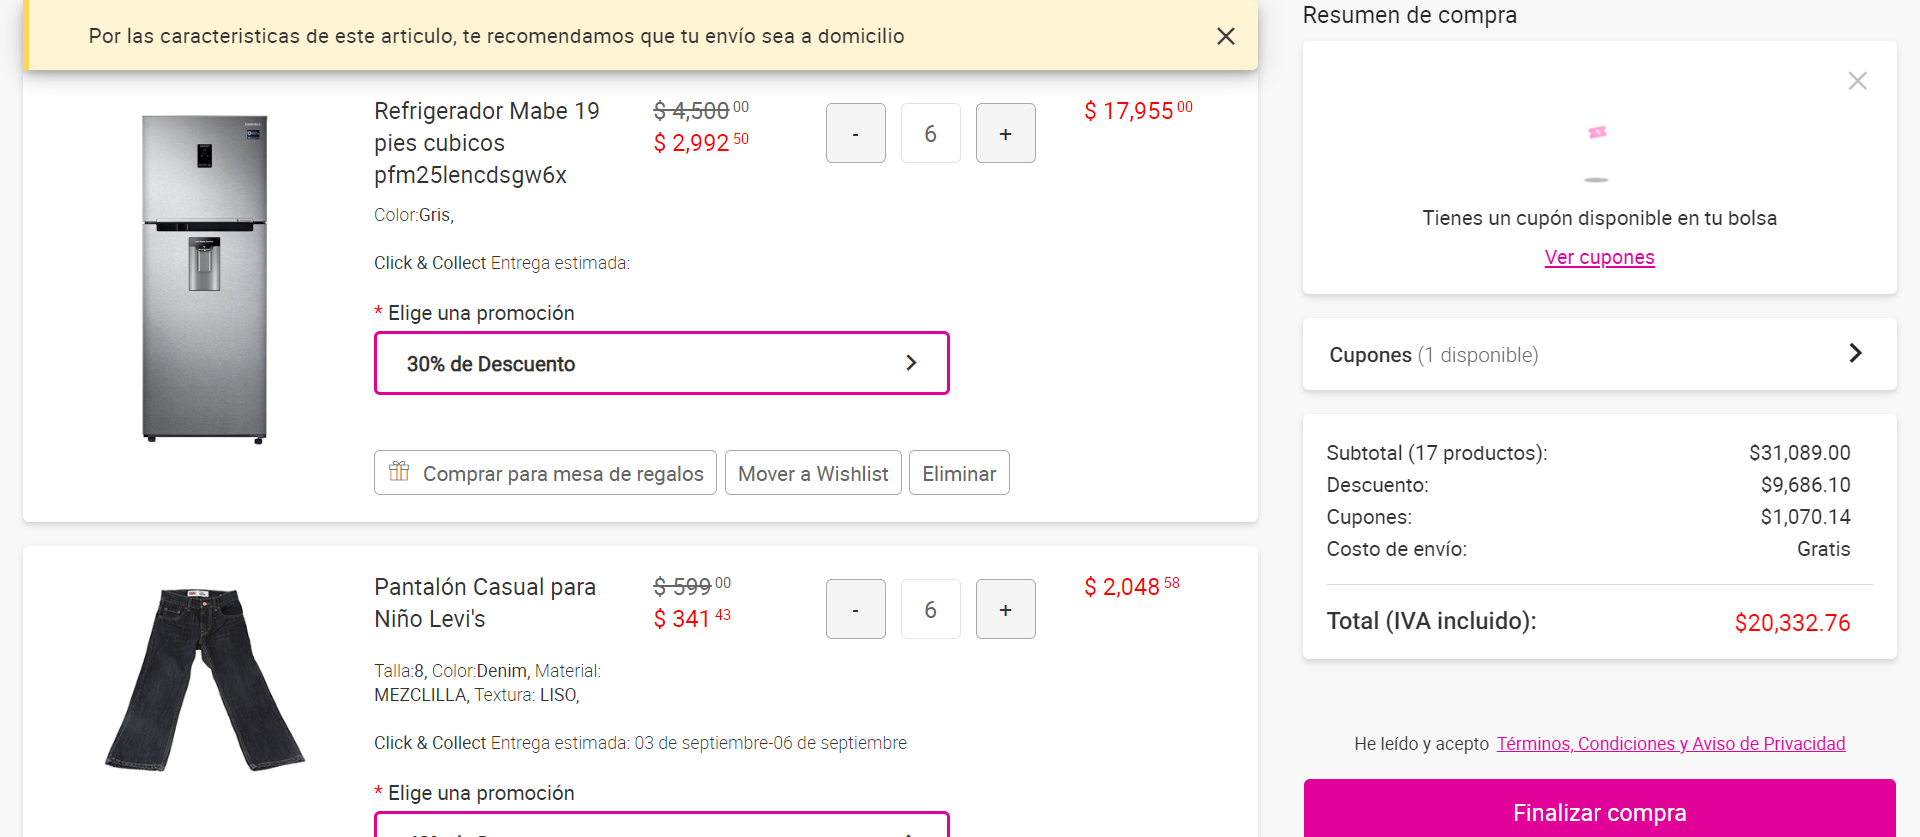 Por las caracteristicas de este articulo, te recomendamos que tu envío sea a domicilio
Refrigerador Mabe 19
pies cubicos
pfm25lencdsgw6x
$ 4,500 00
$ 2,992 50
-
6
+
$ 17,955 00
Color:Gris,
Click & Collect Entrega estimada:
* Elige una promoción
30% de Descuento
Comprar para mesa de regalos
Mover a Wishlist
Eliminar
Pantalón Casual para
Niño Levi's
$ 599 00
$ 341 43
-
6
+
$ 2,048 58
Talla:8, Color:Denim, Material:
MEZCLILLA, Textura: LISO,
Click & Collect Entrega estimada: 03 de septiembre-06 de septiembre
* Elige una promoción
Resumen de compra
Tienes un cupón disponible en tu bolsa
Ver cupones
Cupones (1 disponible)
Subtotal (17 productos): $31,089.00
Descuento: $9,686.10
Cupones: $1,070.14
Costo de envío: Gratis
Total (IVA incluido): $20,332.76
He leído y acepto Términos, Condiciones y Aviso de Privacidad
Finalizar compra